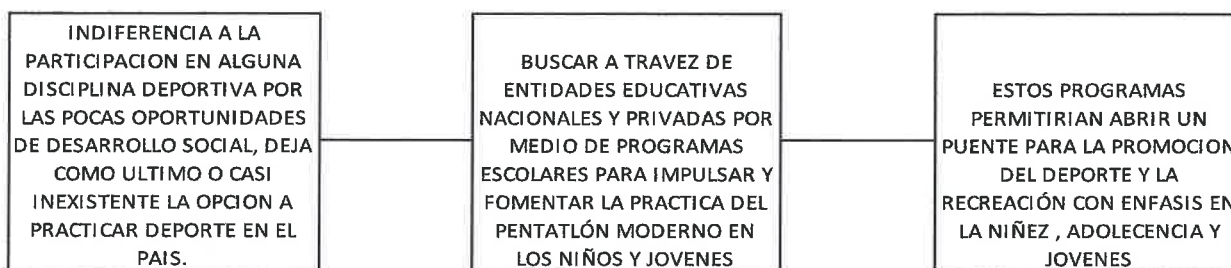 INDIFERENCIA A LA
PARTICIPACION EN ALGUNA
DISCIPLINA DEPORTIVA POR
LAS POCAS OPORTUNIDADES
DE DESARROLLO SOCIAL, DEJA
COMO ULTIMO O CASI
INEXISTENTE LA OPCION A
PRACTICAR DEPORTE EN EL
PAIS.
BUSCAR A TRAVEZ DE
ENTIDADES EDUCATIVAS
NACIONALES Y PRIVADAS POR
MEDIO DE PROGRAMAS
ESCOLARES PARA IMPULSAR Y
FOMENTAR LA PRACTICA DEL
PENTATLÓN MODERNO EN
LOS NIÑOS Y JOVENES
ESTOS PROGRAMAS
PERMITIRIAN ABRIR UN
PUENTE PARA LA PROMOCION
DEL DEPORTE Y LA
RECREACIÓN CON ENFASIS EN
LA NIÑEZ , ADOLECENCIA Y
JOVENES